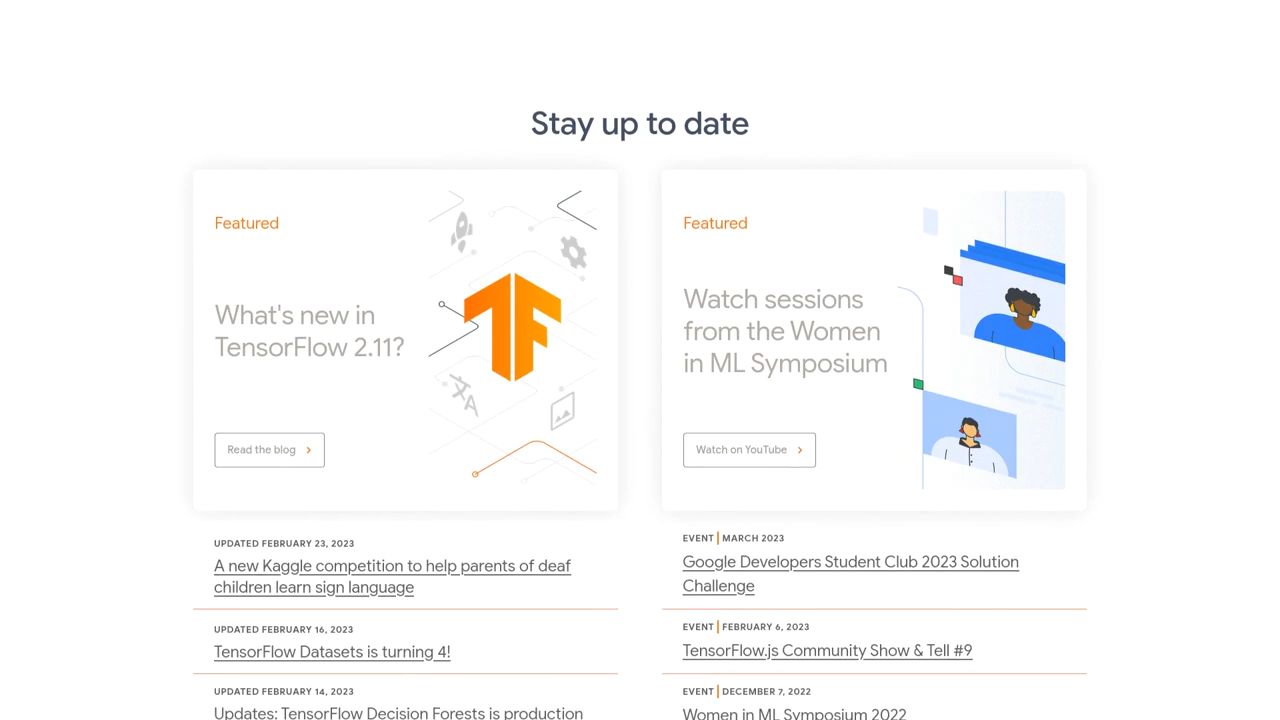 Stay up to date
Featured
What's new in
TensorFlow 2.11?
Read the blog
UPDATED FEBRUARY 23, 2023
A new Kaggle competition to help parents of deaf
children learn sign language
UPDATED FEBRUARY 16, 2023
TensorFlow Datasets is turning 4!
UPDATED FEBRUARY 14, 2023
Updates: TensorFlow Decision Forests is production
Featured
Watch sessions
from the Women
in ML Symposium
Watch on YouTube
EVENT | MARCH 2023
Google Developers Student Club 2023 Solution
Challenge
EVENT | FEBRUARY 6, 2023
TensorFlow.js Community Show & Tell #9
EVENT | DECEMBER 7, 2022
Women in ML Symposium 2022